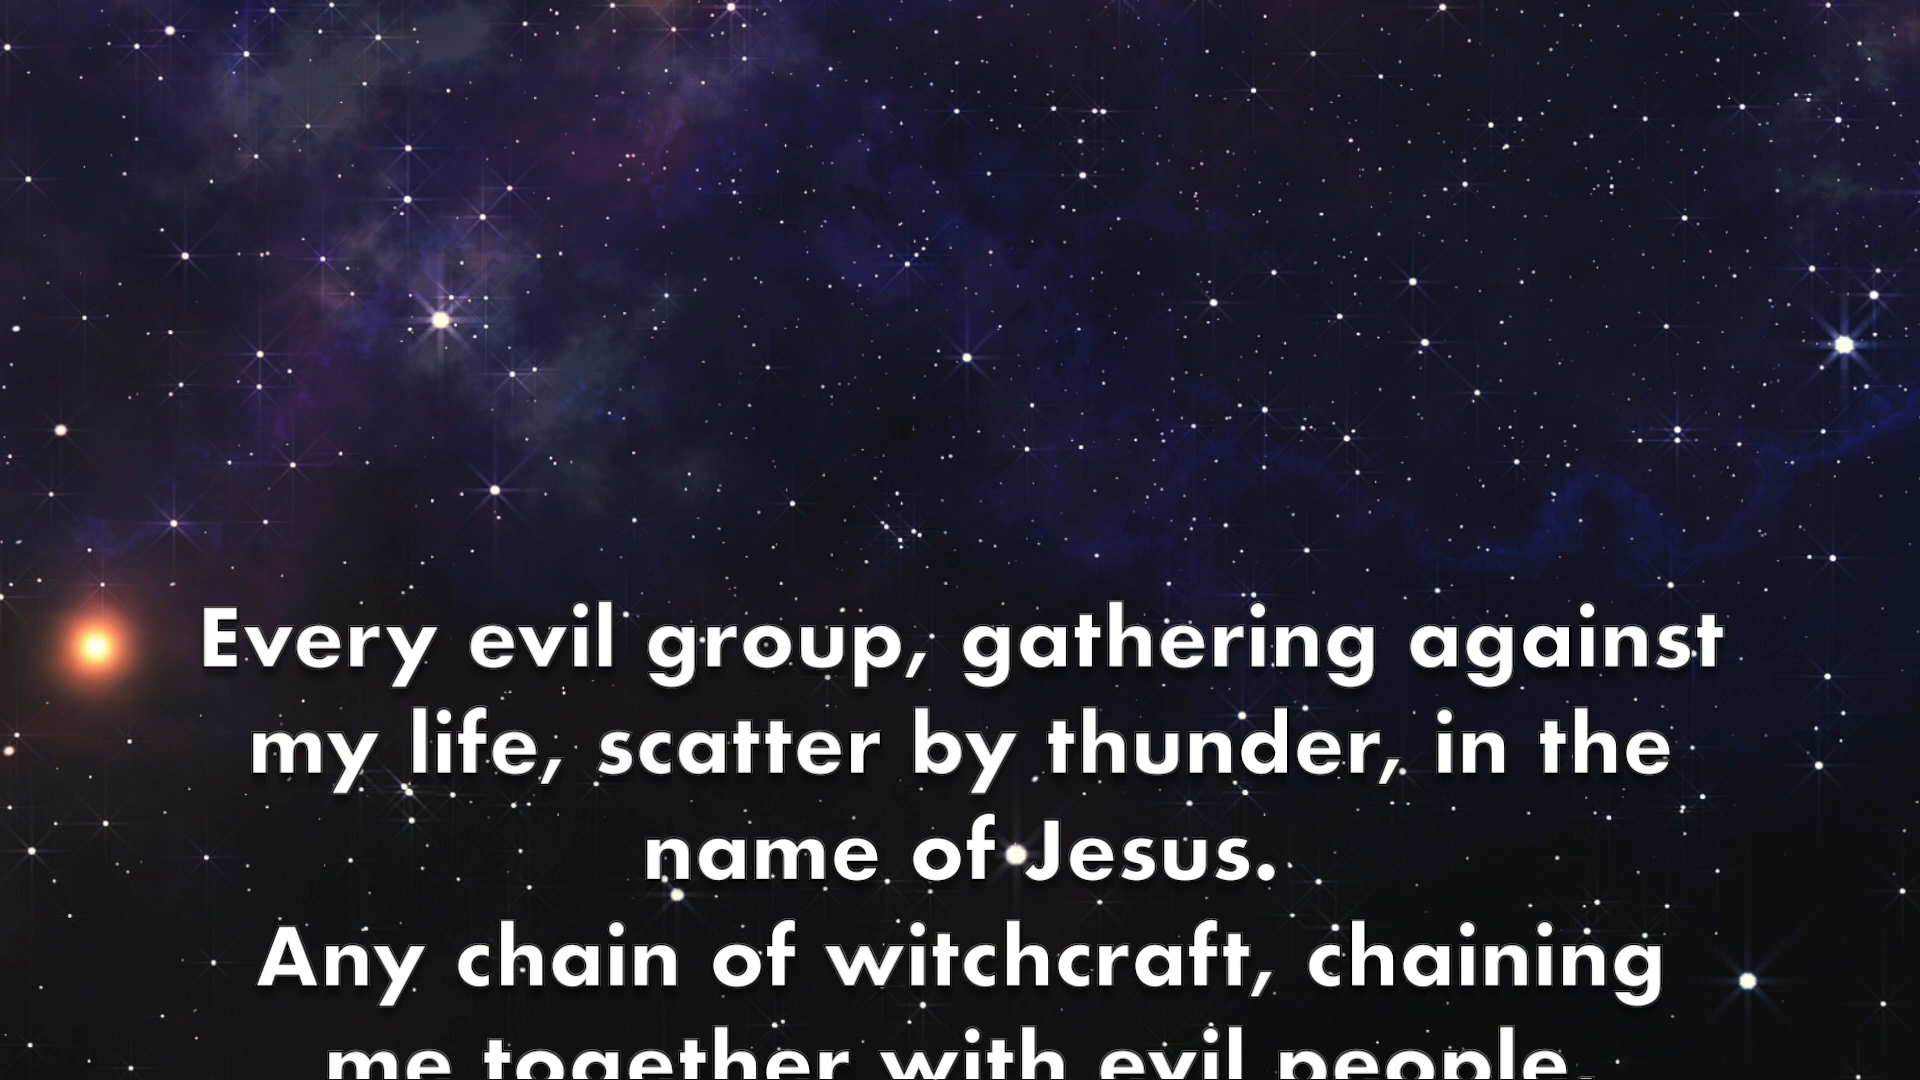 Every evil group, gathering against
my life, scatter by thunder, in the
name of Jesus.
Any chain of witchcraft, chaining
me together with evil people,